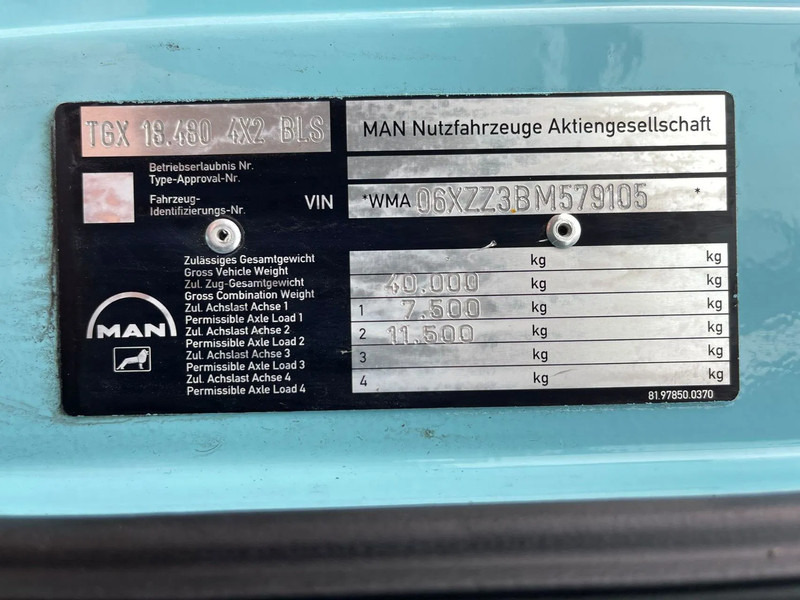 TGX 18.480 4X2 BLS
MAN Nutzfahrzeuge Aktiengesellschaft
Betriebserlaubnis Nr.
Type-Approval-Nr.
Fahrzeug-
Identifizierungs-Nr. VIN *WMA 06XZZ3BM579105 *
Zulässiges Gesamtgewicht
Gross Vehicle Weight kg kg
Zul. Zug-Gesamtgewicht
Gross Combination Weight 40.000 kg kg
Zul. Achslast Achse 1
Permissible Axle Load 1 1 7.500 kg kg
Zul. Achslast Achse 2
Permissible Axle Load 2 2 11.500 kg kg
Zul. Achslast Achse 3
Permissible Axle Load 3 3 kg kg
Zul. Achslast Achse 4
Permissible Axle Load 4 4 kg kg
MAN
81.97850.0370